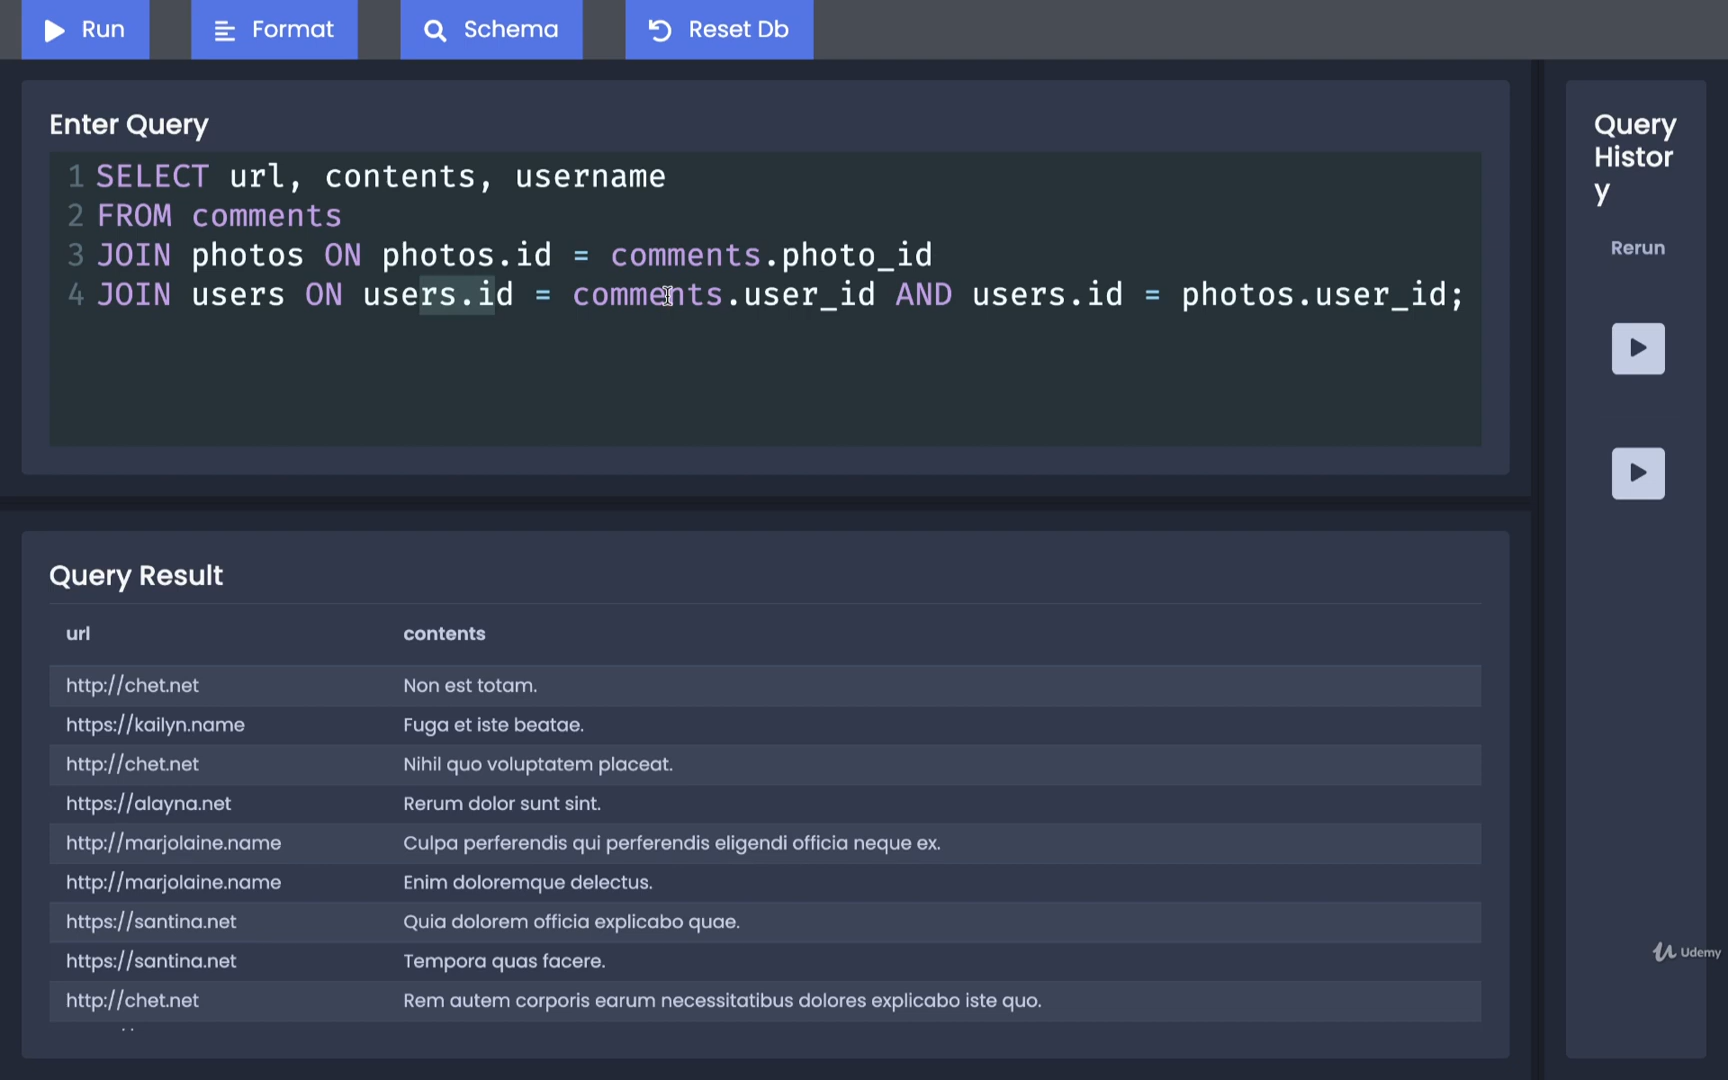 Run
Format
Schema
Reset Db
Enter Query
1 SELECT url, contents, username
2 FROM comments
3 JOIN photos ON photos.id = comments.photo_id
4 JOIN users ON users.id = comments.user_id AND users.id = photos.user_id;
Query Result
url contents
http://chet.net Non est totam.
https://kailyn.name Fuga et iste beatae.
http://chet.net Nihil quo voluptatem placeat.
https://alayna.net Rerum dolor sunt sint.
http://marjolaine.name Culpa perferendis qui perferendis eligendi officia neque ex.
http://marjolaine.name Enim doloremque delectus.
https://santina.net Quia dolorem officia explicabo quae.
https://santina.net Tempora quas facere.
http://chet.net Rem autem corporis earum necessitatibus dolores explicabo iste quo.
Query
Histor
y
Rerun
Udemy